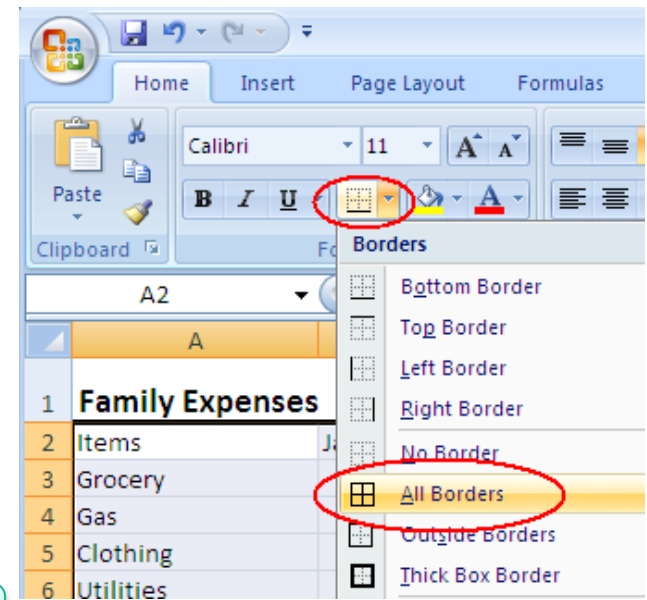 Home Insert Page Layout Formulas
Calibri 11 A A
Paste B I U A
Clipboard
Borders
A2
Bottom Border
Top Border
Left Border
Right Border
No Border
All Borders
Outside Borders
Thick Box Border
A
1 Family Expenses
2 Items
3 Grocery
4 Gas
5 Clothing
6 Utilities